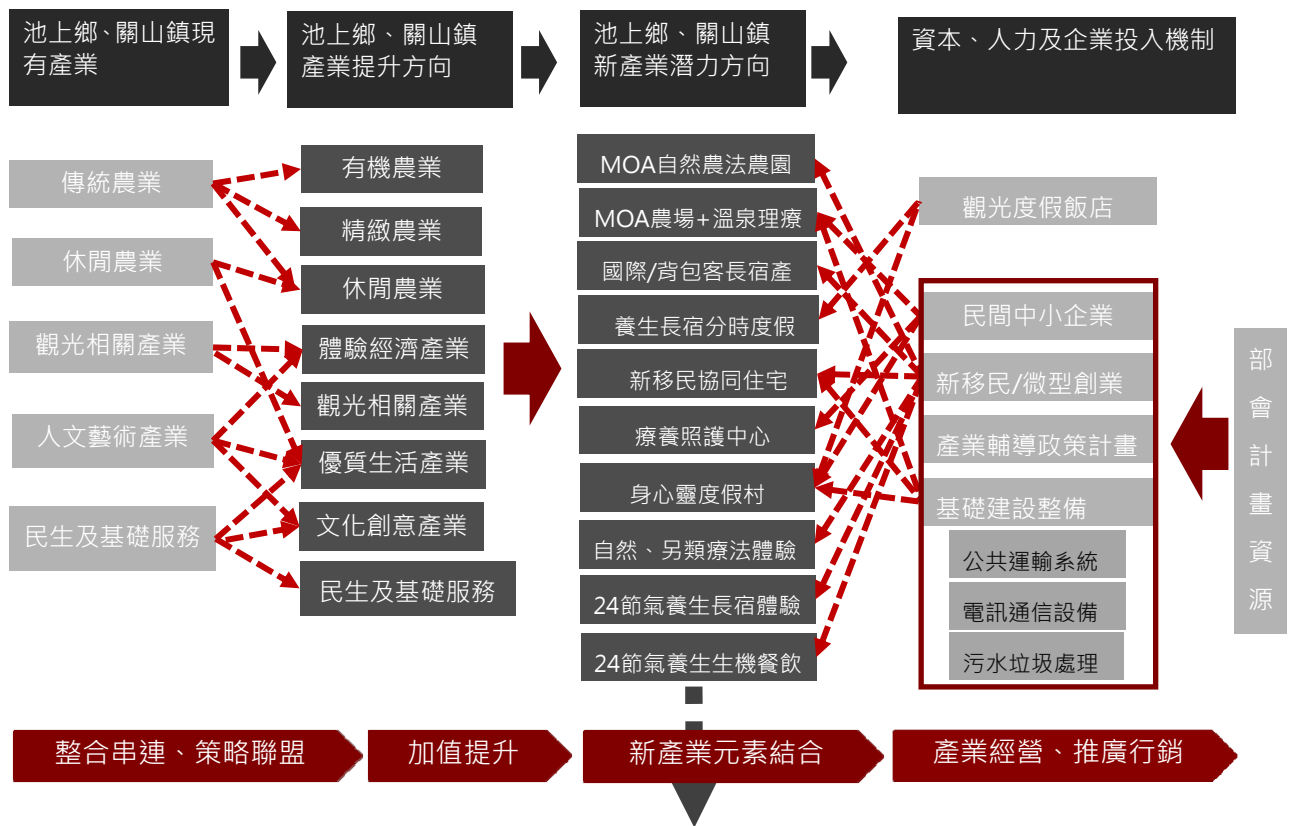 池上鄉、關山鎮現
有產業
池上鄉、關山鎮
產業提升方向
池上鄉、關山鎮
新產業潛力方向
資本、人力及企業投入機制
傳統農業
休閒農業
觀光相關產業
人文藝術產業
民生及基礎服務
有機農業
精緻農業
休閒農業
體驗經濟產業
觀光相關產業
優質生活產業
文化創意產業
民生及基礎服務
MOA自然農法農園
MOA農場+溫泉理療
國際/背包客長宿產
養生長宿分時度假
新移民協同住宅
療養照護中心
身心靈度假村
自然、另類療法體驗
24節氣養生長宿體驗
24節氣養生生機餐飲
觀光度假飯店
民間中小企業
新移民/微型創業
產業輔導政策計畫
基礎建設整備
公共運輸系統
電訊通信設備
污水垃圾處理
部
會
計
畫
資
源
整合串連、策略聯盟
加值提升
新產業元素結合
產業經營、推廣行銷